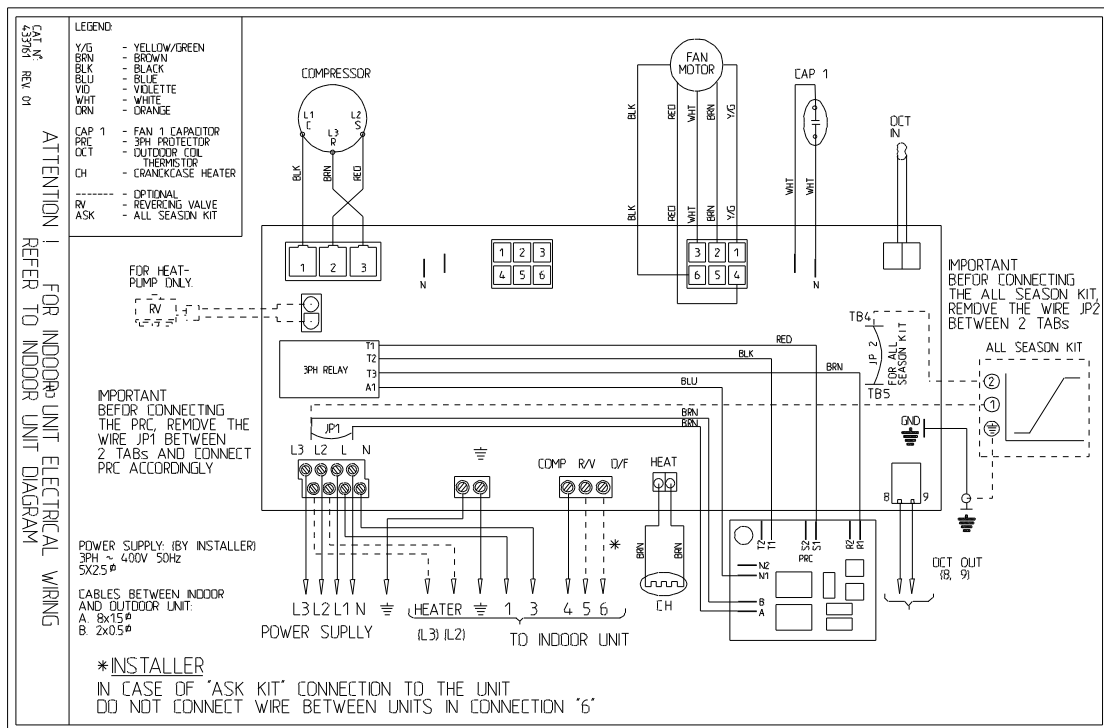 CAT N°.
433761 REV. 01
ATTENTION ! FOR INDOOR UNIT ELECTRICAL WIRING
REFER TO INDOOR UNIT DIAGRAM
LEGEND:
Y/G - YELLOW/GREEN
BRN - BROWN
BLK - BLACK
BLU - BLUE
VIO - VIOLETTE
WHT - WHITE
ORN - ORANGE
CAP 1 - FAN 1 CAPACITOR
PRC - 3PH PROTECTOR
OCT - OUTDOOR COIL
THERMISTOR
CH - CRANCKCASE HEATER
------- - OPTIONAL
RV - REVERCING VALVE
ASK - ALL SEASON KIT
COMPRESSOR
L1 L2
C S
L3
R
BLK BRN RED
FAN
MOTOR
BLK RED WHT BRN Y/G
BLK RED WHT BRN Y/G
CAP 1
WHT WHT
OCT
IN
1 2 3
N
1 2 3
4 5 6
3 2 1
6 5 4
N
FOR HEAT-
PUMP ONLY.
RV
IMPORTANT
BEFOR CONNECTING
THE ALL SEASON KIT,
REMOVE THE WIRE JP2
BETWEEN 2 TABs
ALL SEASON KIT
2
1
TB4
JP 2
FOR ALL
SEASON KIT
TB5
GND
3PH RELAY
T1
T2
T3
A1
RED
BLK
BRN
BLU
BRN
BRN
IMPORTANT
BEFOR CONNECTING
THE PRC, REMOVE THE
WIRE JP1 BETWEEN
2 TABs AND CONNECT
PRC ACCORDINGLY
JP1
L3 L2 L N
COMP R/V O/F
HEAT
8 9
BRN BRN
CH
*
T2 T1 S2 S1 R2 R1
PRC
N2
N1
B
A
OCT OUT
(8, 9)
POWER SUPPLY: (BY INSTALLER)
3PH ~ 400V 50Hz
5X2.5⌀
CABLES BETWEEN INDOOR
AND OUTDOOR UNIT:
A. 8x1.5⌀
B. 2x0.5⌀
L3 L2 L1 N
POWER SUPLLY
HEATER
(L3) (L2)
1 3 4 5 6
TO INDOOR UNIT
*INSTALLER
IN CASE OF "ASK KIT" CONNECTION TO THE UNIT
DO NOT CONNECT WIRE BETWEEN UNITS IN CONNECTION "6"